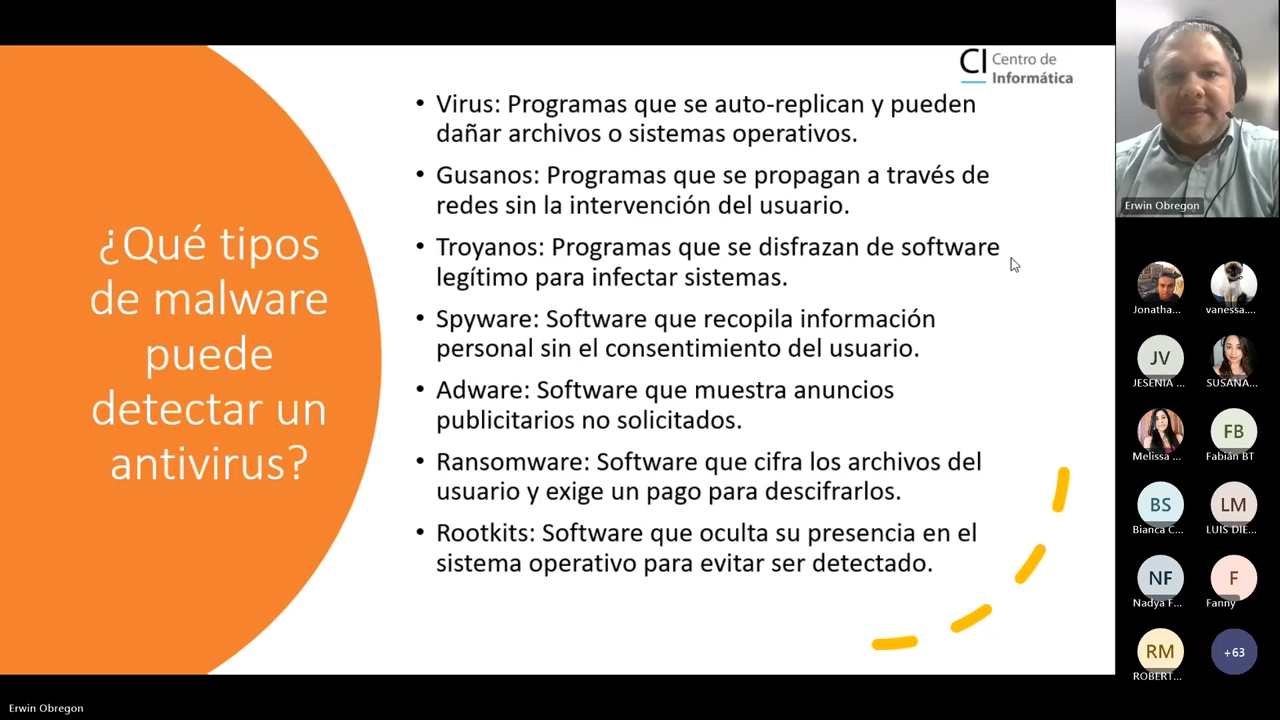 CI Centro de
Informática
¿Qué tipos
de malware
puede
detectar un
antivirus?
• Virus: Programas que se auto-replican y pueden
dañar archivos o sistemas operativos.
• Gusanos: Programas que se propagan a través de
redes sin la intervención del usuario.
• Troyanos: Programas que se disfrazan de software
legítimo para infectar sistemas.
• Spyware: Software que recopila información
personal sin el consentimiento del usuario.
• Adware: Software que muestra anuncios
publicitarios no solicitados.
• Ransomware: Software que cifra los archivos del
usuario y exige un pago para descifrarlos.
• Rootkits: Software que oculta su presencia en el
sistema operativo para evitar ser detectado.
Erwin Obregon
Jonatha...
vanessa....
JV
JESENIA ...
SUSANA...
Melissa ...
FB
Fabián BT
BS
Bianca C...
LM
LUIS DIE...
NF
Nadya F...
F
Fanny
RM
ROBERT...
+63
Erwin Obregon